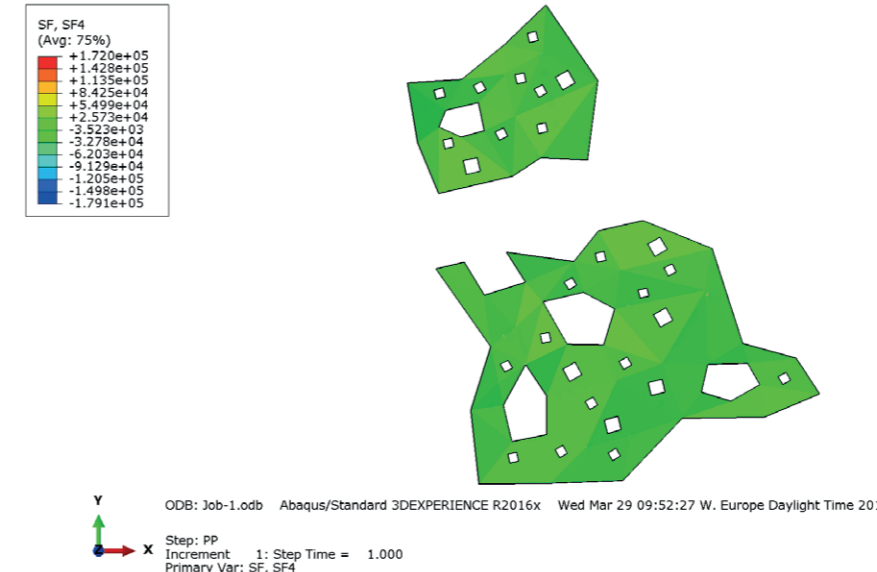 SF, SF4
(Avg: 75%)
+1.720e+05
+1.428e+05
+1.135e+05
+8.425e+04
+5.499e+04
+2.573e+04
-3.523e+03
-3.278e+04
-6.203e+04
-9.129e+04
-1.205e+05
-1.498e+05
-1.791e+05
Y
Z
X
ODB: Job-1.odb Abaqus/Standard 3DEXPERIENCE R2016x Wed Mar 29 09:52:27 W. Europe Daylight Time
Step: PP
Increment 1: Step Time = 1.000
Primary Var: SF, SF4